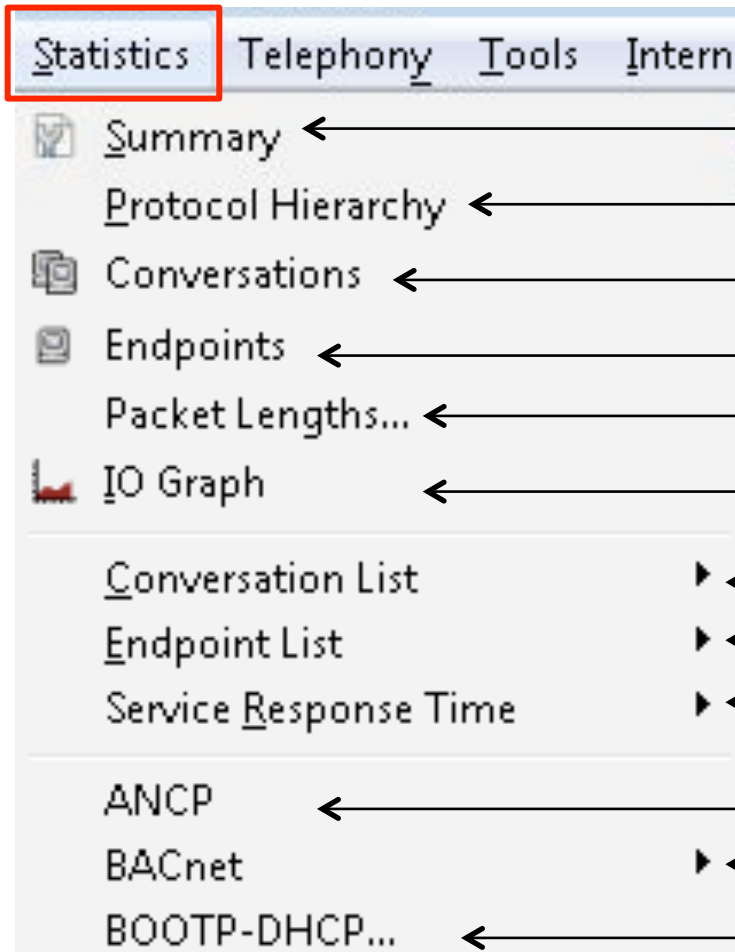 Statistics Telephony Tools Intern
Summary
Protocol Hierarchy
Conversations
Endpoints
Packet Lengths...
IO Graph
Conversation List
Endpoint List
Service Response Time
ANCP
BACnet
BOOTP-DHCP...